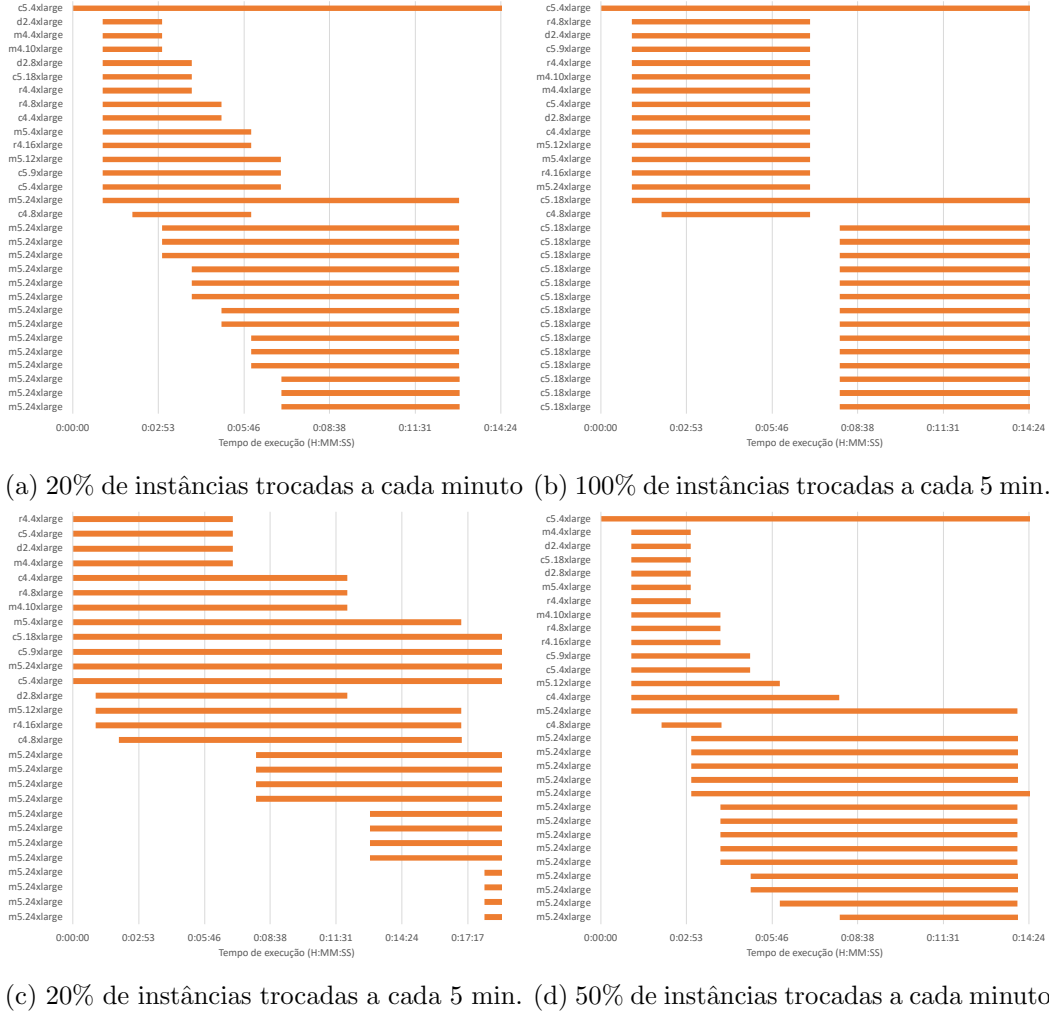 c5.4xlarge
d2.4xlarge
m4.4xlarge
m4.10xlarge
d2.8xlarge
c5.18xlarge
r4.4xlarge
r4.8xlarge
c4.4xlarge
m5.4xlarge
r4.16xlarge
m5.12xlarge
c5.9xlarge
c5.4xlarge
m5.24xlarge
c4.8xlarge
m5.24xlarge
m5.24xlarge
m5.24xlarge
m5.24xlarge
m5.24xlarge
m5.24xlarge
m5.24xlarge
m5.24xlarge
m5.24xlarge
m5.24xlarge
m5.24xlarge
m5.24xlarge
m5.24xlarge
m5.24xlarge
0:00:00 0:02:53 0:05:46 0:08:38 0:11:31 0:14:24
Tempo de execução (H:MM:SS)
(a) 20% de instâncias trocadas a cada minuto
c5.4xlarge
r4.8xlarge
d2.4xlarge
c5.9xlarge
r4.4xlarge
m4.10xlarge
m4.4xlarge
c5.4xlarge
d2.8xlarge
c4.4xlarge
m5.12xlarge
m5.4xlarge
r4.16xlarge
m5.24xlarge
c5.18xlarge
c4.8xlarge
c5.18xlarge
c5.18xlarge
c5.18xlarge
c5.18xlarge
c5.18xlarge
c5.18xlarge
c5.18xlarge
c5.18xlarge
c5.18xlarge
c5.18xlarge
c5.18xlarge
c5.18xlarge
c5.18xlarge
c5.18xlarge
0:00:00 0:02:53 0:05:46 0:08:38 0:11:31 0:14:24
Tempo de execução (H:MM:SS)
(b) 100% de instâncias trocadas a cada 5 min.
r4.4xlarge
c5.4xlarge
d2.4xlarge
m4.4xlarge
c4.4xlarge
r4.8xlarge
m4.10xlarge
m5.4xlarge
c5.18xlarge
c5.9xlarge
m5.24xlarge
c5.4xlarge
d2.8xlarge
m5.12xlarge
r4.16xlarge
c4.8xlarge
m5.24xlarge
m5.24xlarge
m5.24xlarge
m5.24xlarge
m5.24xlarge
m5.24xlarge
m5.24xlarge
m5.24xlarge
m5.24xlarge
m5.24xlarge
m5.24xlarge
m5.24xlarge
0:00:00 0:02:53 0:05:46 0:08:38 0:11:31 0:14:24 0:17:17
Tempo de execução (H:MM:SS)
(c) 20% de instâncias trocadas a cada 5 min.
c5.4xlarge
m4.4xlarge
d2.4xlarge
c5.18xlarge
d2.8xlarge
m5.4xlarge
r4.4xlarge
m4.10xlarge
r4.8xlarge
r4.16xlarge
c5.9xlarge
c5.4xlarge
m5.12xlarge
c4.4xlarge
m5.24xlarge
c4.8xlarge
m5.24xlarge
m5.24xlarge
m5.24xlarge
m5.24xlarge
m5.24xlarge
m5.24xlarge
m5.24xlarge
m5.24xlarge
m5.24xlarge
m5.24xlarge
m5.24xlarge
m5.24xlarge
m5.24xlarge
m5.24xlarge
0:00:00 0:02:53 0:05:46 0:08:38 0:11:31 0:14:24
Tempo de execução (H:MM:SS)
(d) 50% de instâncias trocadas a cada minuto